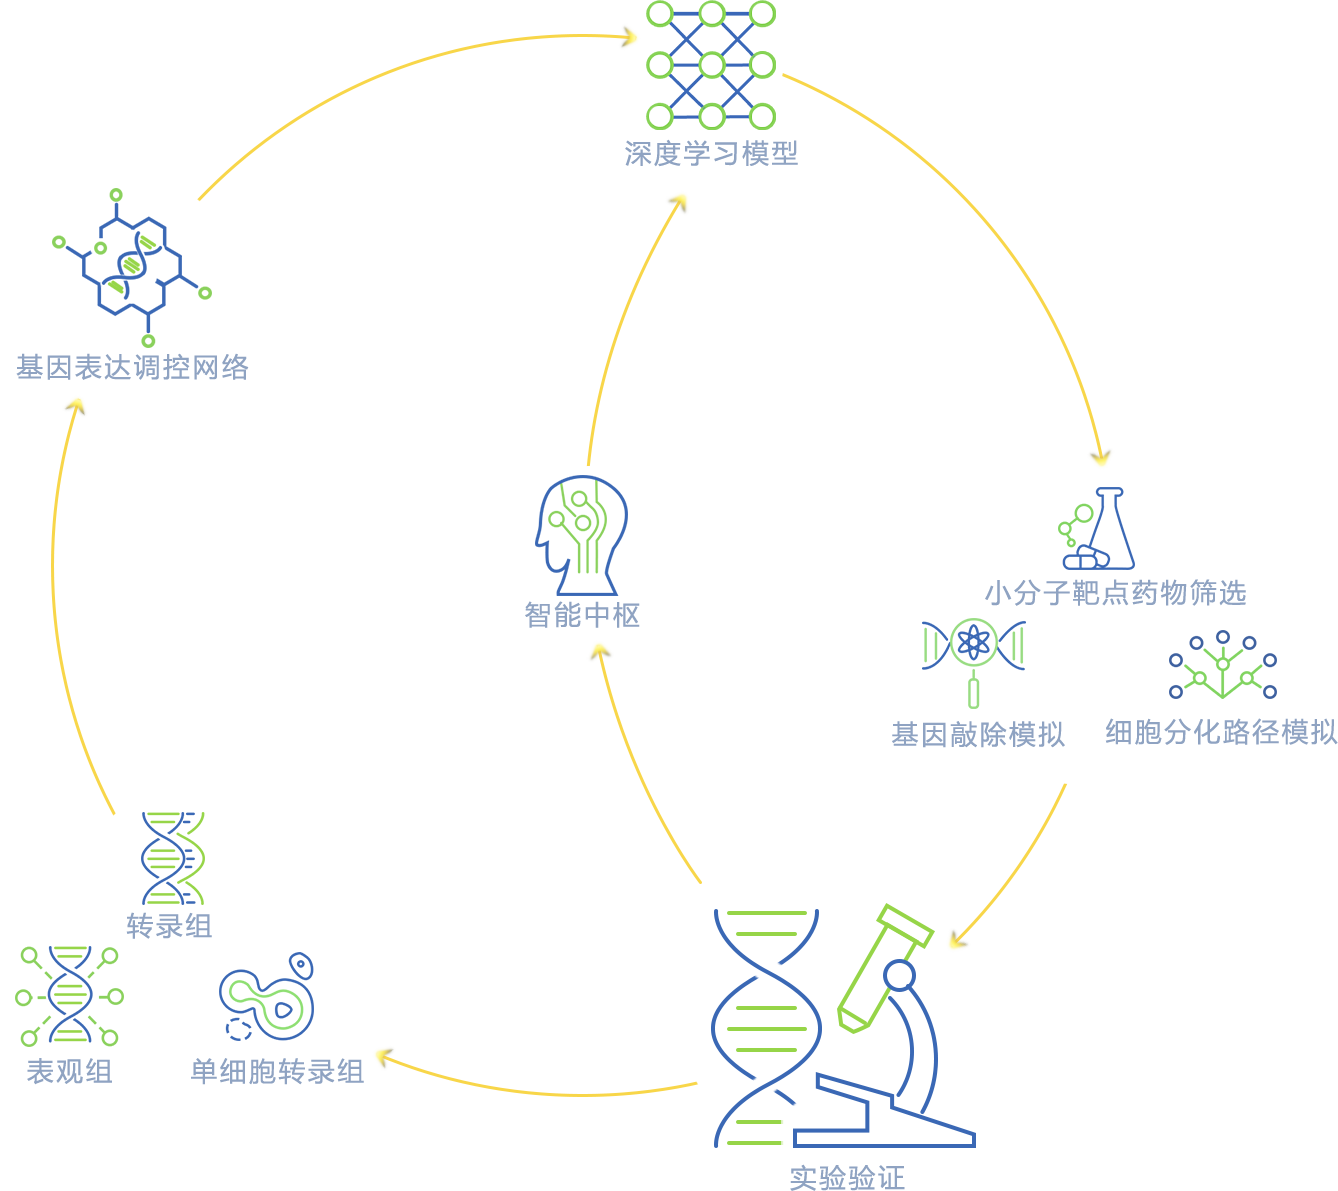 深度学习模型
基因表达调控网络
智能中枢
小分子靶点药物筛选
基因敲除模拟
细胞分化路径模拟
转录组
表观组
单细胞转录组
实验验证